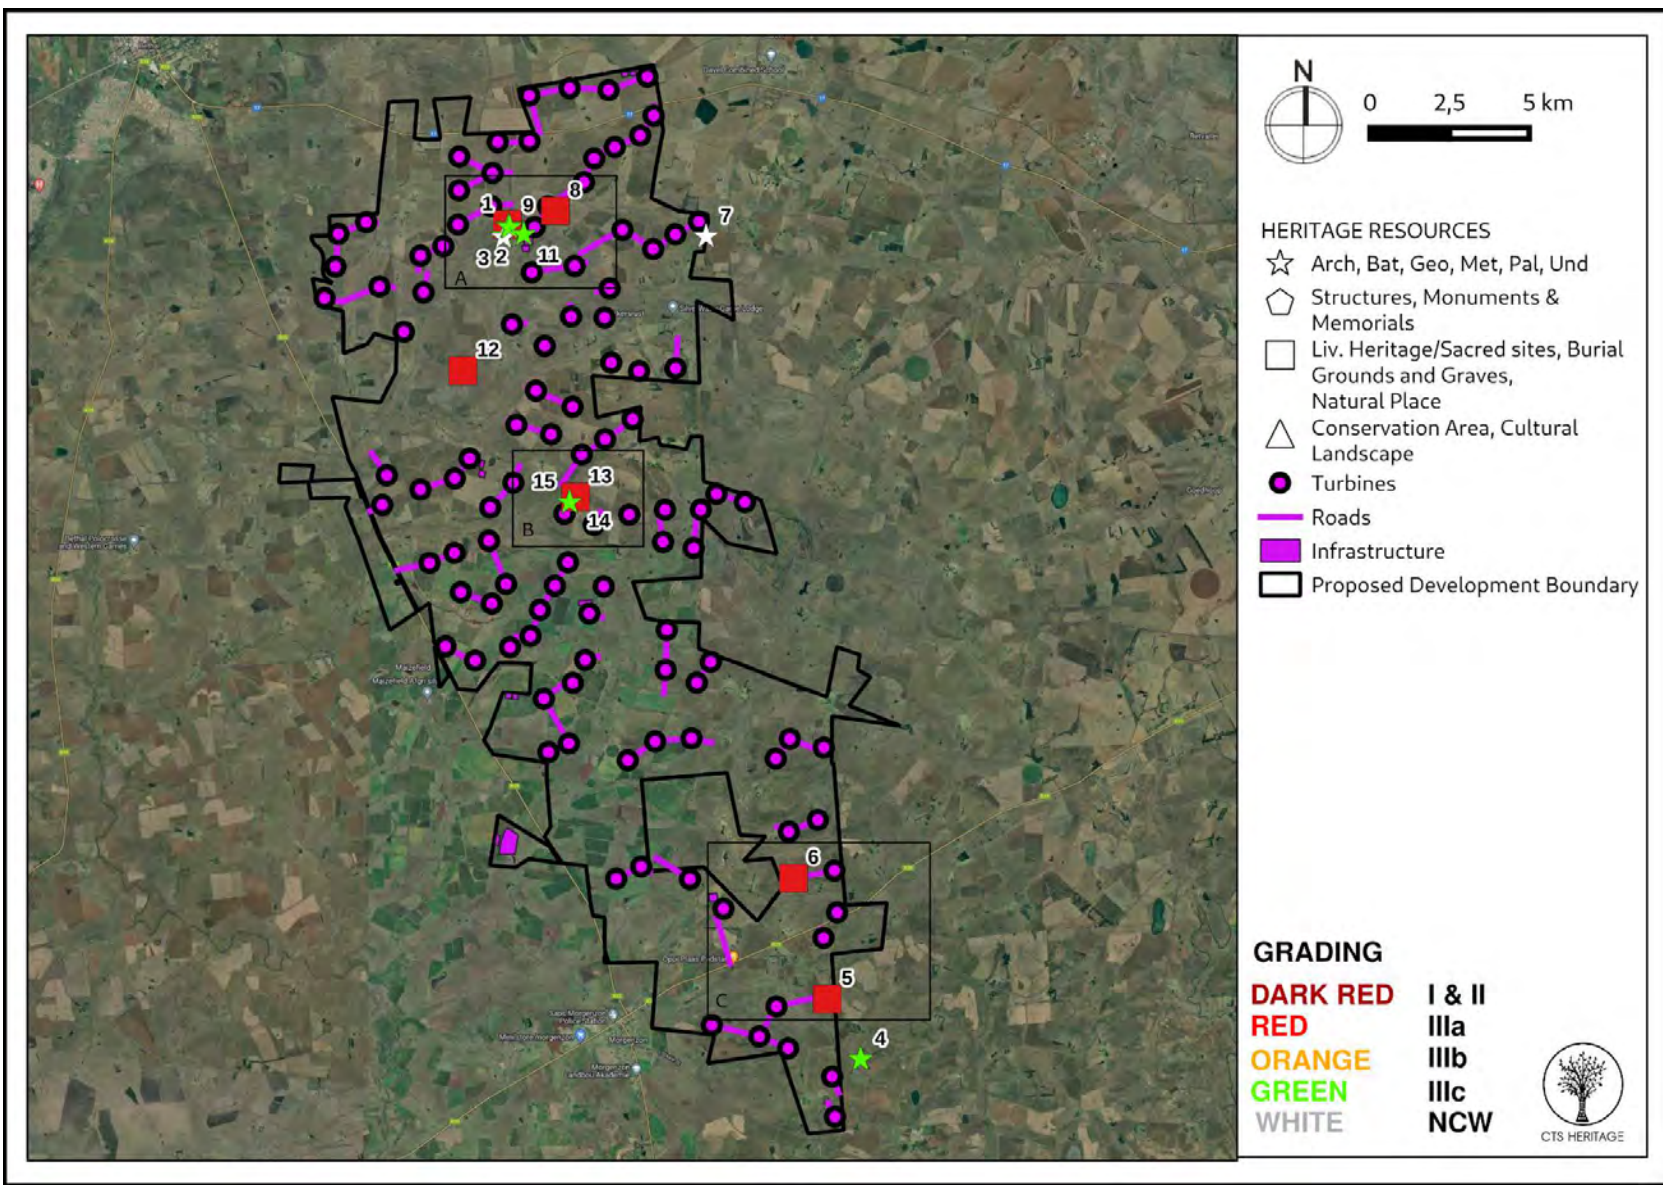 N
0 2,5 5 km
HERITAGE RESOURCES
Arch, Bat, Geo, Met, Pal, Und
Structures, Monuments &
Memorials
Liv. Heritage/Sacred sites, Burial
Grounds and Graves,
Natural Place
Conservation Area, Cultural
Landscape
Turbines
Roads
Infrastructure
Proposed Development Boundary
GRADING
DARK RED I & II
RED IIIa
ORANGE IIIb
GREEN IIIc
WHITE NCW
CTS HERITAGE
1
9
8
7
3
2
11
A
12
15
13
14
B
Maizefield
6
5
C
4
Morgenzon